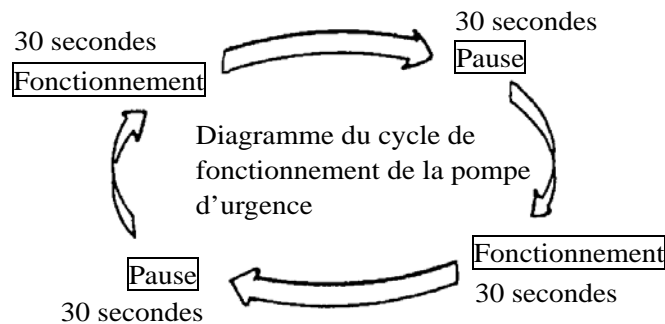 30 secondes
Fonctionnement
30 secondes
Pause
Diagramme du cycle de
fonctionnement de la pompe
d’urgence
Fonctionnement
30 secondes
Pause
30 secondes